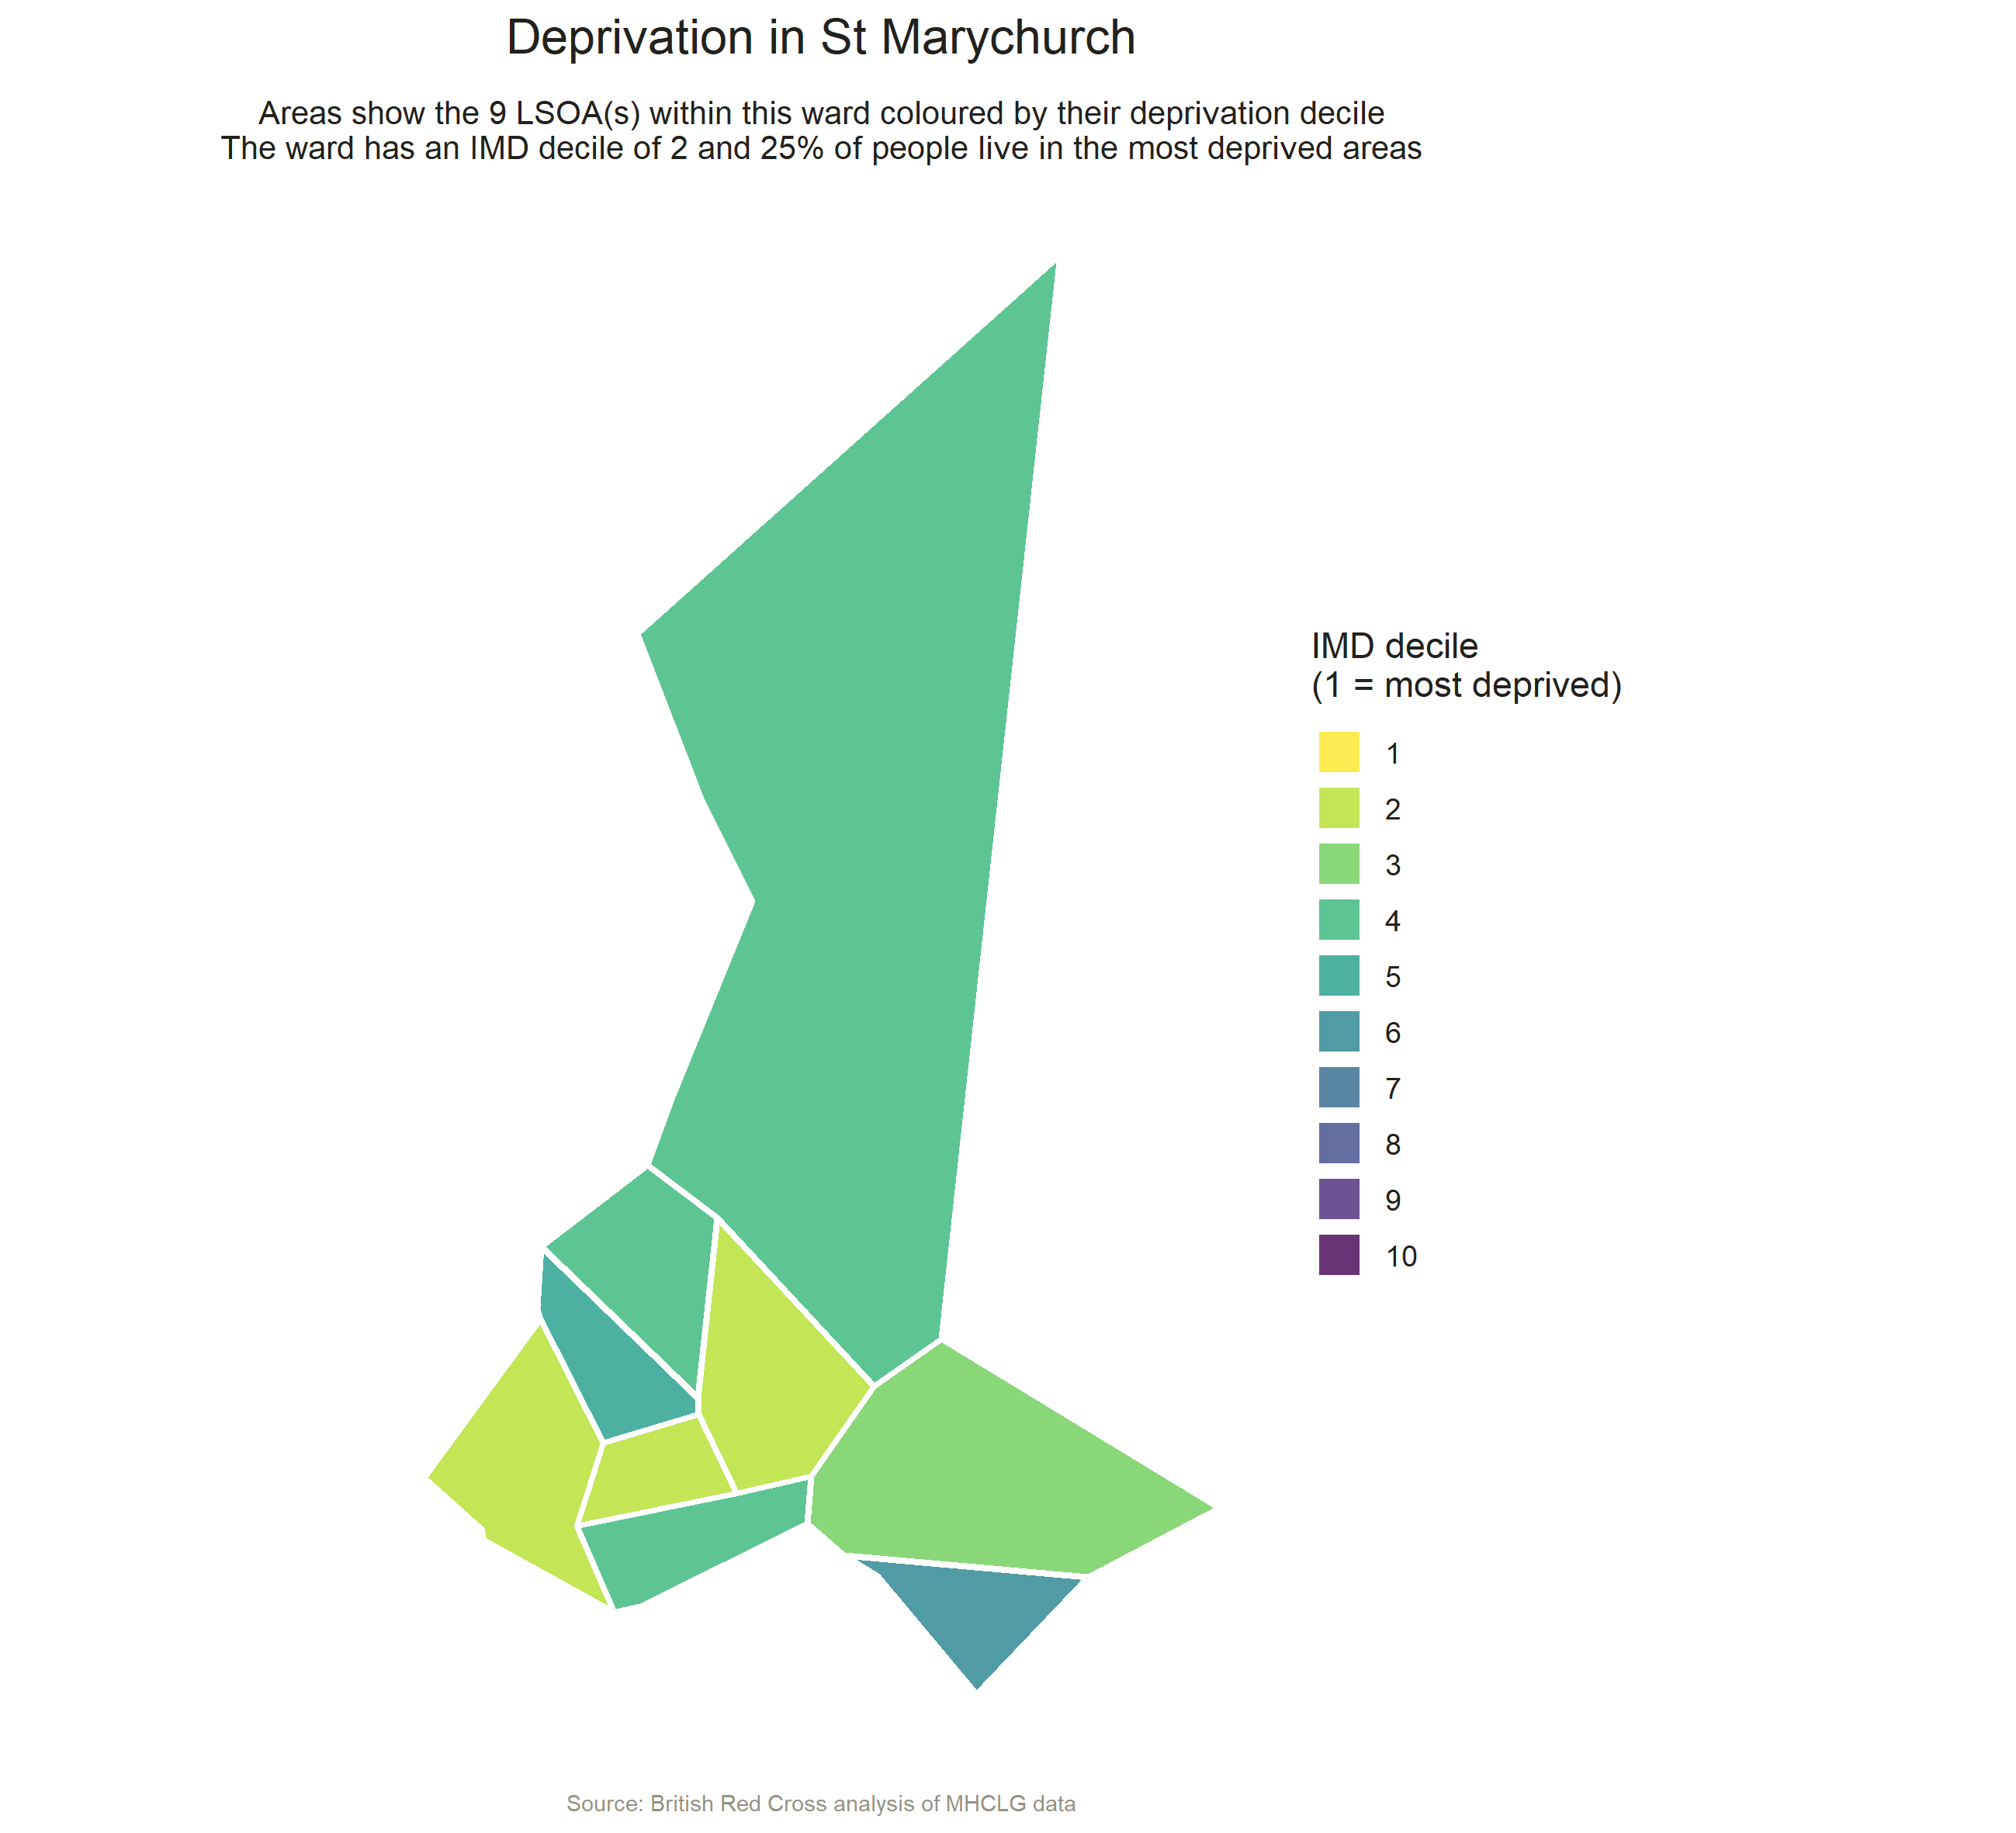 Deprivation in St Marychurch
Areas show the 9 LSOA(s) within this ward coloured by their deprivation decile
The ward has an IMD decile of 2 and 25% of people live in the most deprived areas
IMD decile
(1 = most deprived)
1
2
3
4
5
6
7
8
9
10
Source: British Red Cross analysis of MHCLG data